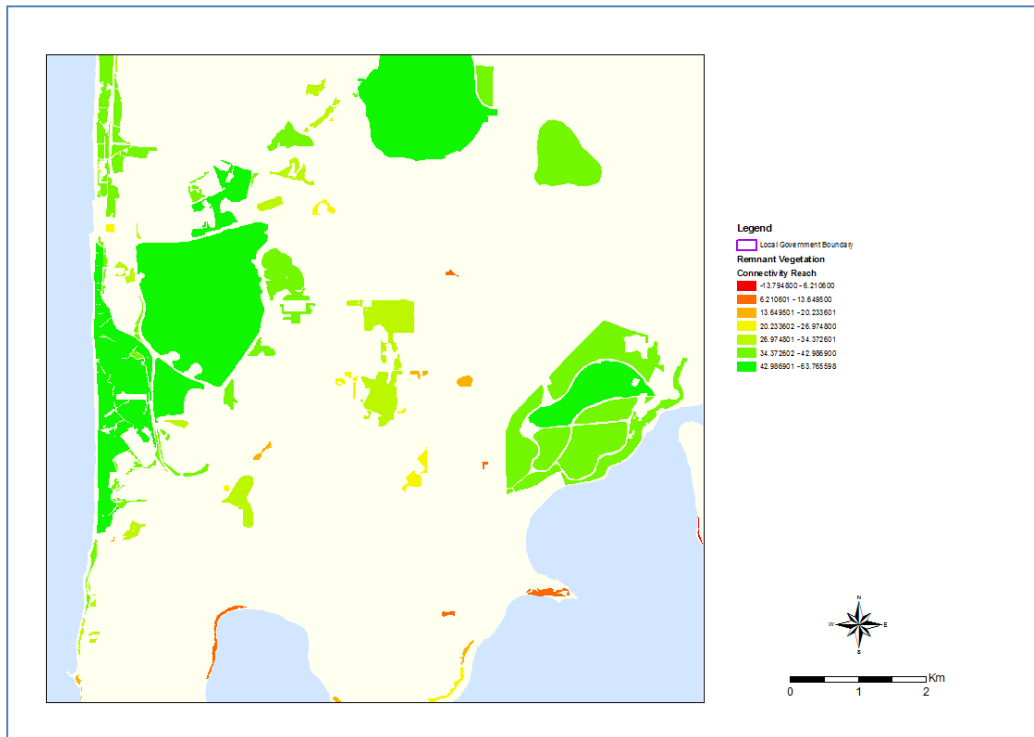 Legend
Local Government Boundary
Remnant Vegetation
Connectivity Reach
-13.794800 - 6.210600
6.210601 - 13.649500
13.649501 - 20.233601
20.233602 - 26.974800
26.974801 - 34.372601
34.372602 - 42.986900
42.986901 - 63.765598
N
W E
S
Km
0 1 2